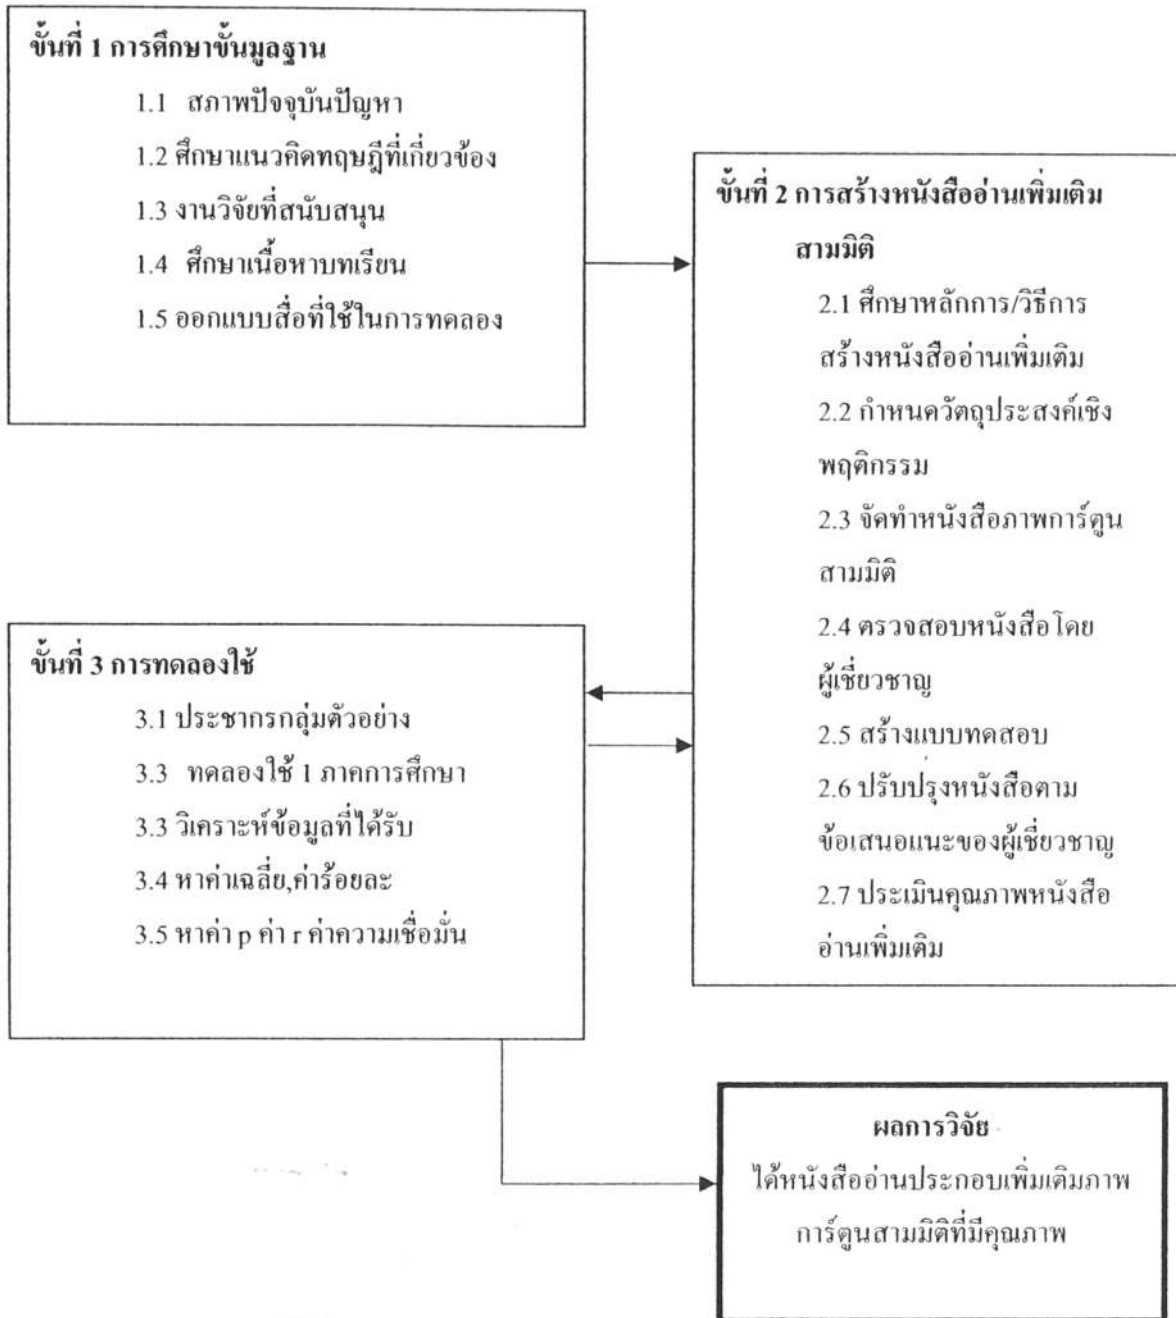 ขั้นที่ 1 การศึกษาขั้นมูลฐาน
1.1 สภาพปัจจุบันปัญหา
1.2 ศึกษาแนวคิดทฤษฎีที่เกี่ยวข้อง
1.3 งานวิจัยที่สนับสนุน
1.4 ศึกษาเนื้อหาบทเรียน
1.5 ออกแบบสื่อที่ใช้ในการทดลอง
ขั้นที่ 2 การสร้างหนังสืออ่านเพิ่มเติม
สามมิติ
2.1 ศึกษาหลักการ/วิธีการ
สร้างหนังสืออ่านเพิ่มเติม
2.2 กำหนดวัตถุประสงค์เชิง
พฤติกรรม
2.3 จัดทำหนังสือภาพการ์ตูน
สามมิติ
2.4 ตรวจสอบหนังสือโดย
ผู้เชี่ยวชาญ
2.5 สร้างแบบทดสอบ
2.6 ปรับปรุงหนังสือตาม
ข้อเสนอแนะของผู้เชี่ยวชาญ
2.7 ประเมินคุณภาพหนังสือ
อ่านเพิ่มเติม
ขั้นที่ 3 การทดลองใช้
3.1 ประชากรกลุ่มตัวอย่าง
3.3 ทดลองใช้ 1 ภาคการศึกษา
3.3 วิเคราะห์ข้อมูลที่ได้รับ
3.4 หาค่าเฉลี่ย,ค่าร้อยละ
3.5 หาค่า p ค่า r ค่าความเชื่อมั่น
ผลการวิจัย
ได้หนังสืออ่านประกอบเพิ่มเติมภาพ
การ์ตูนสามมิติที่มีคุณภาพ